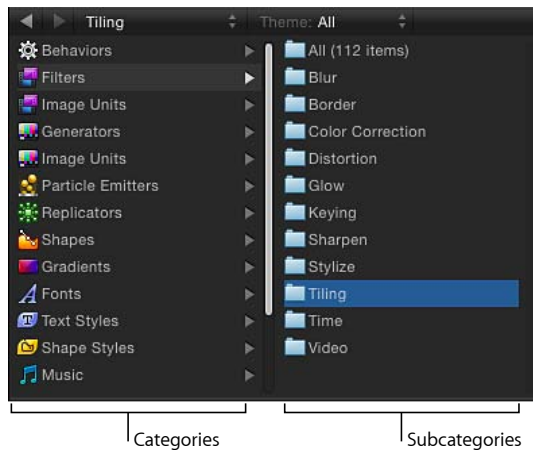 Tiling
Theme: All
Behaviors
Filters
Image Units
Generators
Image Units
Particle Emitters
Replicators
Shapes
Gradients
Fonts
Text Styles
Shape Styles
Music
All (112 items)
Blur
Border
Color Correction
Distortion
Glow
Keying
Sharpen
Stylize
Tiling
Time
Video
Categories
Subcategories